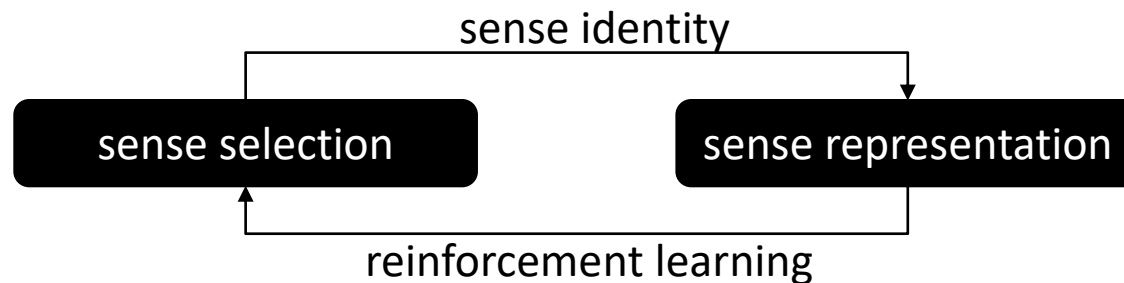 sense identity
sense selection
sense representation
reinforcement learning